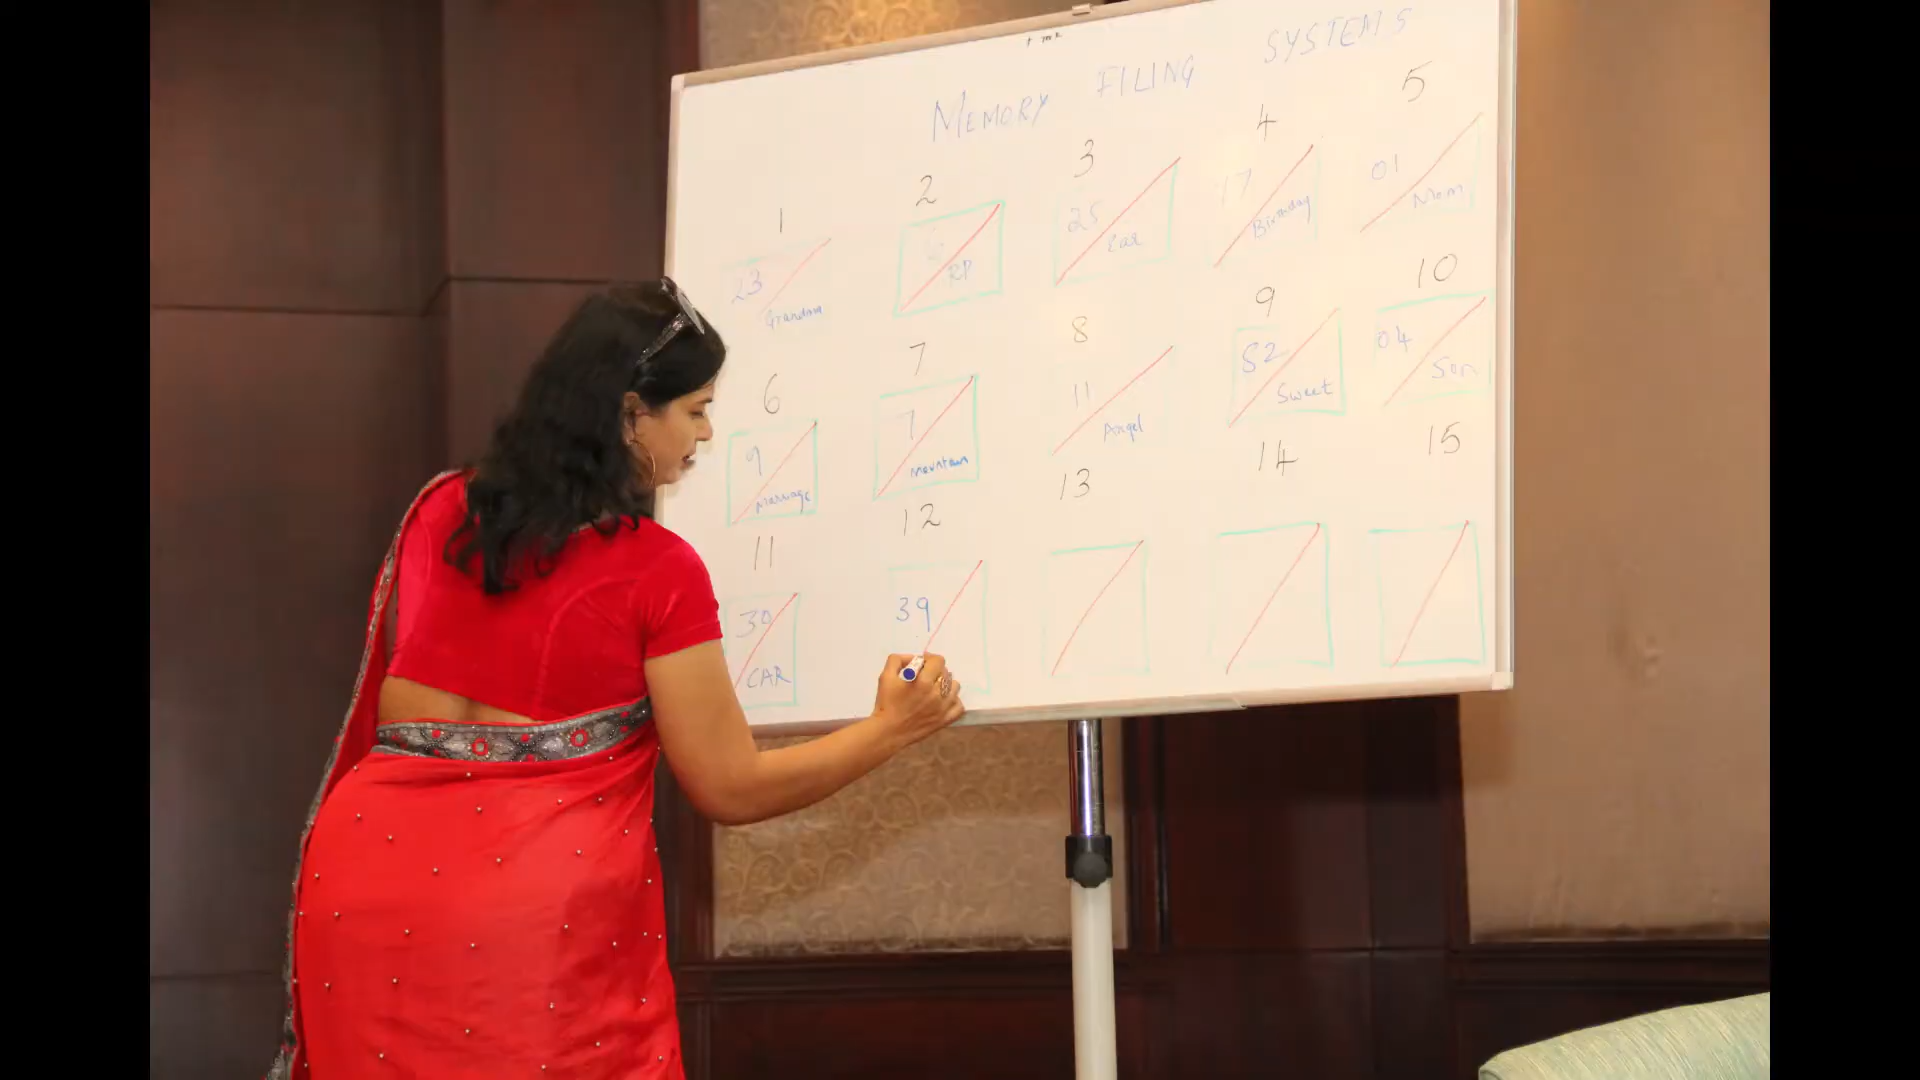 MEMORY FILING SYSTEMS
1 2 3 4 5
23 Grandma
RP
25 Ear
17 Birthday
01 Mom
6 7 8 9 10
9 Marriage
7 Mountain
11 Angel
52 Sweet
04 Son
11 12 13 14 15
30 CAR
39